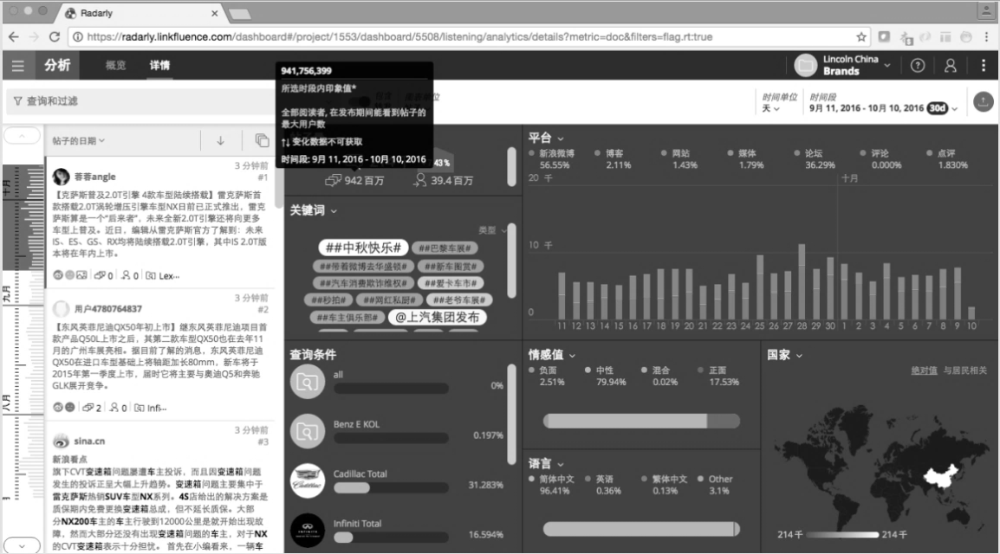 Radarly
https://radarly.linkfluence.com/dashboard#/project/1553/dashboard/5508/listening/analytics/details?metric=doc&filters=flag.rt:true
分析 概览 详情
Lincoln China
Brands
查询和过滤
941,756,399
所选时段内印象值*
全部阅读者, 在发布期间能看到帖子的
最大用户数
变化数据不可获取
时间段: 9月 11, 2016 - 10月 10, 2016
时间单位
天
时间段
9月 11, 2016 - 10月 10, 2016 30d
帖子的日期
十月
九月
八月
3 分钟前
答答angle #1
【克萨斯普及2.0T引擎 4款车型陆续搭载】雷克萨斯首
款搭载2.0T涡轮增压引擎车型NX日前已正式推出，雷克
萨斯算是一个“后来者”，未来全新2.0T引擎还将向更多
车型上普及。近日，编辑从雷克萨斯官方了解到：未来
IS、ES、GS、RX均将陆续搭载2.0T引擎，其中IS 2.0T版
本将在年内上市。
0 0 Lex...
3 分钟前
用户4780764837 #2
【东风英菲尼迪QX50年初上市】继东风英菲尼迪项目首
款产品Q50L上市之后，其第二款车型QX50也在去年11
月的广州车展亮相。据目前了解的消息，东风英菲尼迪
QX50在进口车型基础上将轴距加长80mm，新车将于
2015年第一季度上市，届时它将主要与奥迪Q5和奔驰
GLK展开竞争。
2 0 Infi...
3 分钟前
sina.cn #3
新浪看点
旗下CVT变速箱问题屡遭车主投诉，而且因变速箱问题
发生的投诉正呈大幅上升趋势。变速箱问题主要集中于
雷克萨斯热销SUV车型NX系列。4S店给出的解决方案是
质保期内免费更换变速箱总成，但不延长质保。大部
分NX200车主的车主行驶到12000公里是就开始出现故
障，然而大部分还没有出现变速箱问题的车主，对于NX
的CVT变速箱表示十分担忧。 首先在小编看来，一辆车
43%
942 百万 39.4 百万
关键词
类型
##中秋快乐# ##巴黎车展#
##带着微博去华盛顿# ##新车图赏#
##汽车消费欺诈维权# ##爱卡车市#
##秒拍# ##网红私厨# ##老爷车展#
##车主俱乐部# @上汽集团发布
查询条件
all 0%
Benz E KOL 0.197%
Cadillac Total 31.283%
Infiniti Total 16.594%
平台
新浪微博 博客 网站 媒体 论坛 评论 点评
56.55% 2.11% 1.43% 1.79% 36.29% 0.000% 1.830%
20 千
十月
10 千
0
11 12 13 14 15 16 17 18 19 20 21 22 23 24 25 26 27 28 29 30 1 2 3 4 5 6 7 8 9 10
情感值
负面 中性 混合 正面
2.51% 79.94% 0.02% 17.53%
语言
简体中文 英语 繁体中文 Other
96.41% 0.36% 0.13% 3.1%
国家
绝对值 与居民相关
214 千 214 千